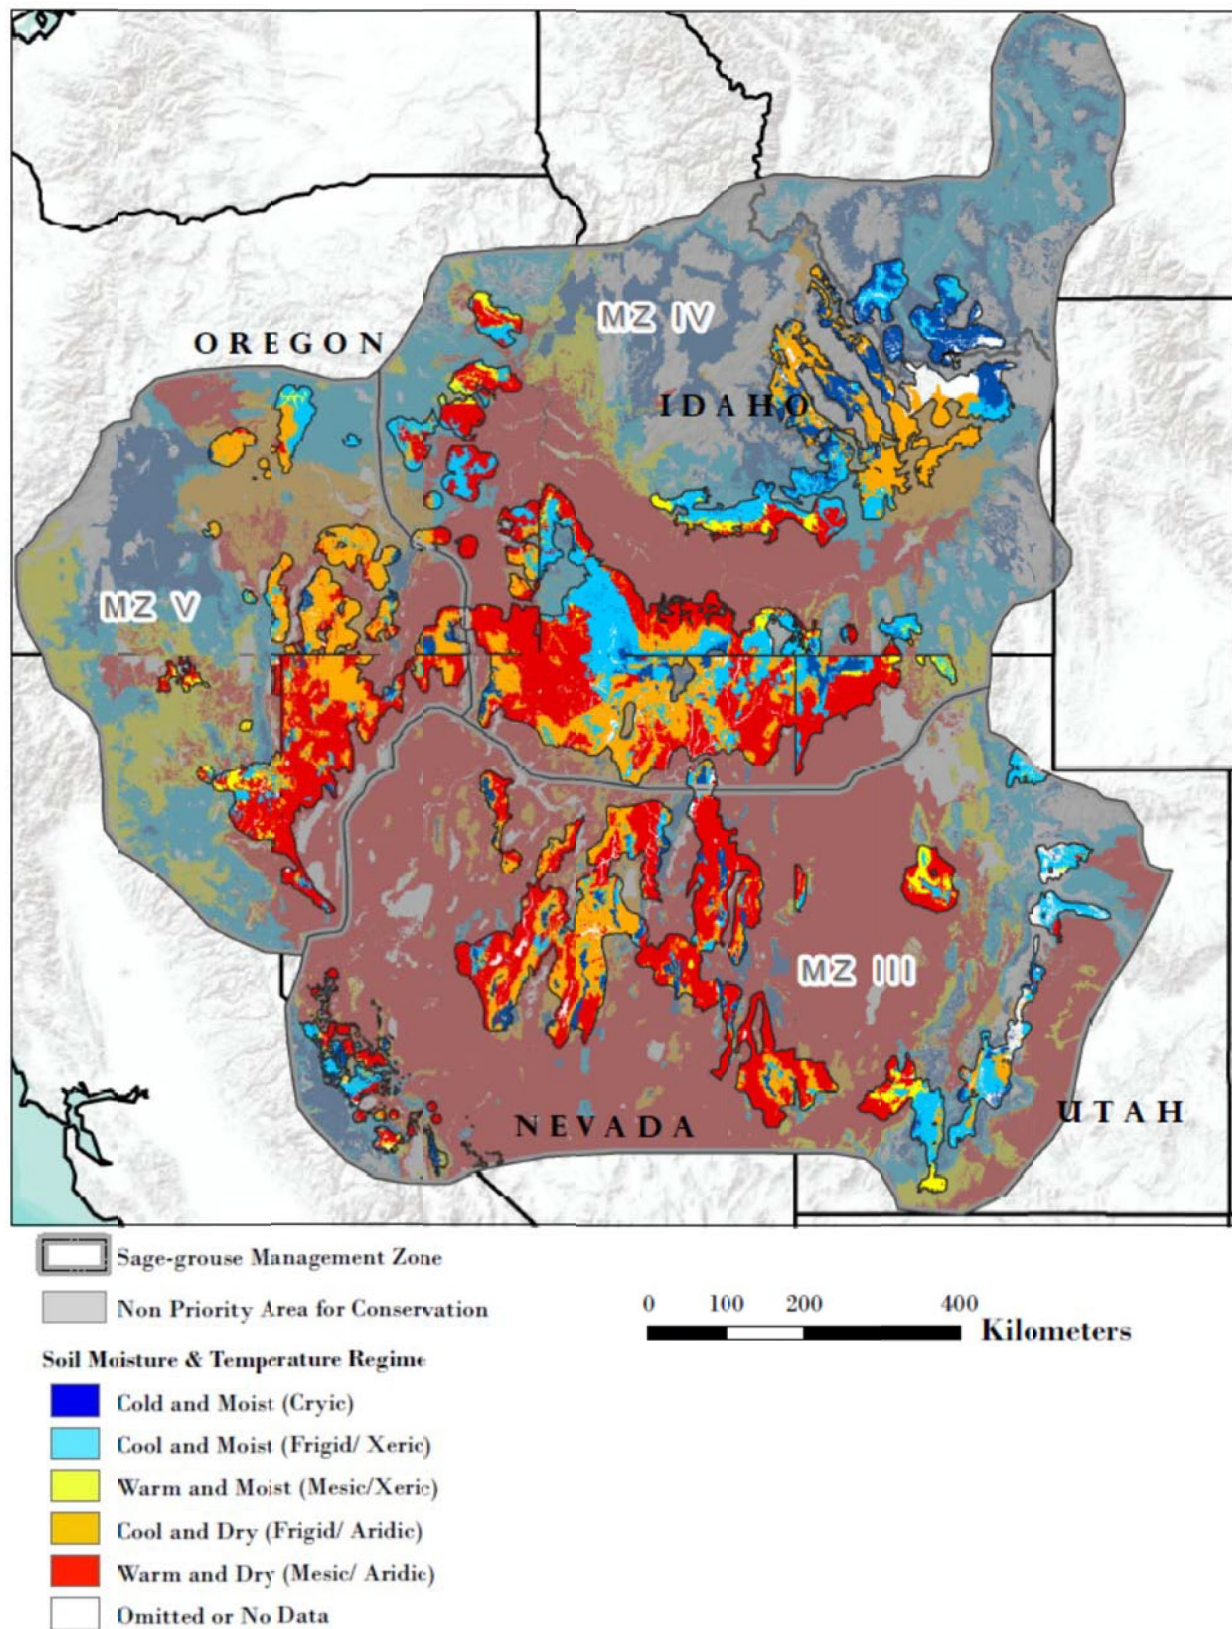 MZ IV
OREGON
IDAHO
MZ V
MZ III
NEVADA
UTAH
Sage-grouse Management Zone
Non Priority Area for Conservation
0 100 200 400
Kilometers
Soil Moisture & Temperature Regime
Cold and Moist (Cryic)
Cool and Moist (Frigid/ Xeric)
Warm and Moist (Mesic/Xeric)
Cool and Dry (Frigid/ Aridic)
Warm and Dry (Mesic/ Aridic)
Omitted or No Data